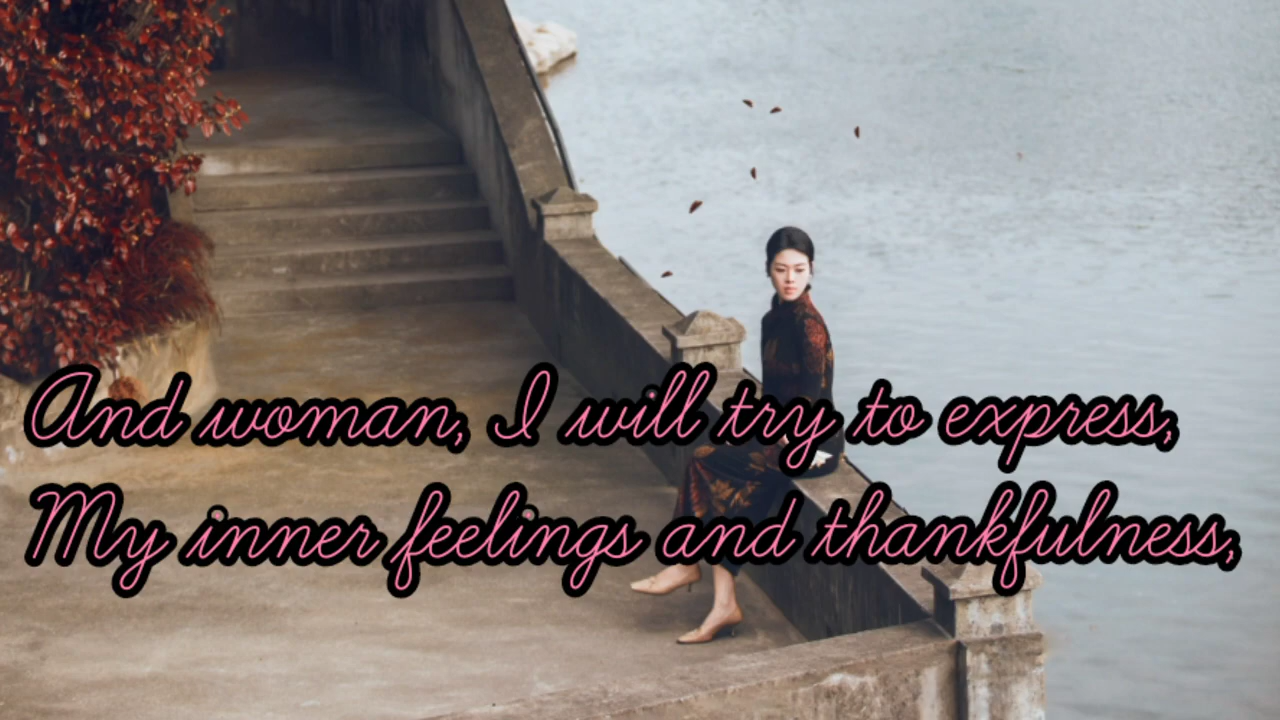 And woman, I will try to express,
My inner feelings and thankfulness,